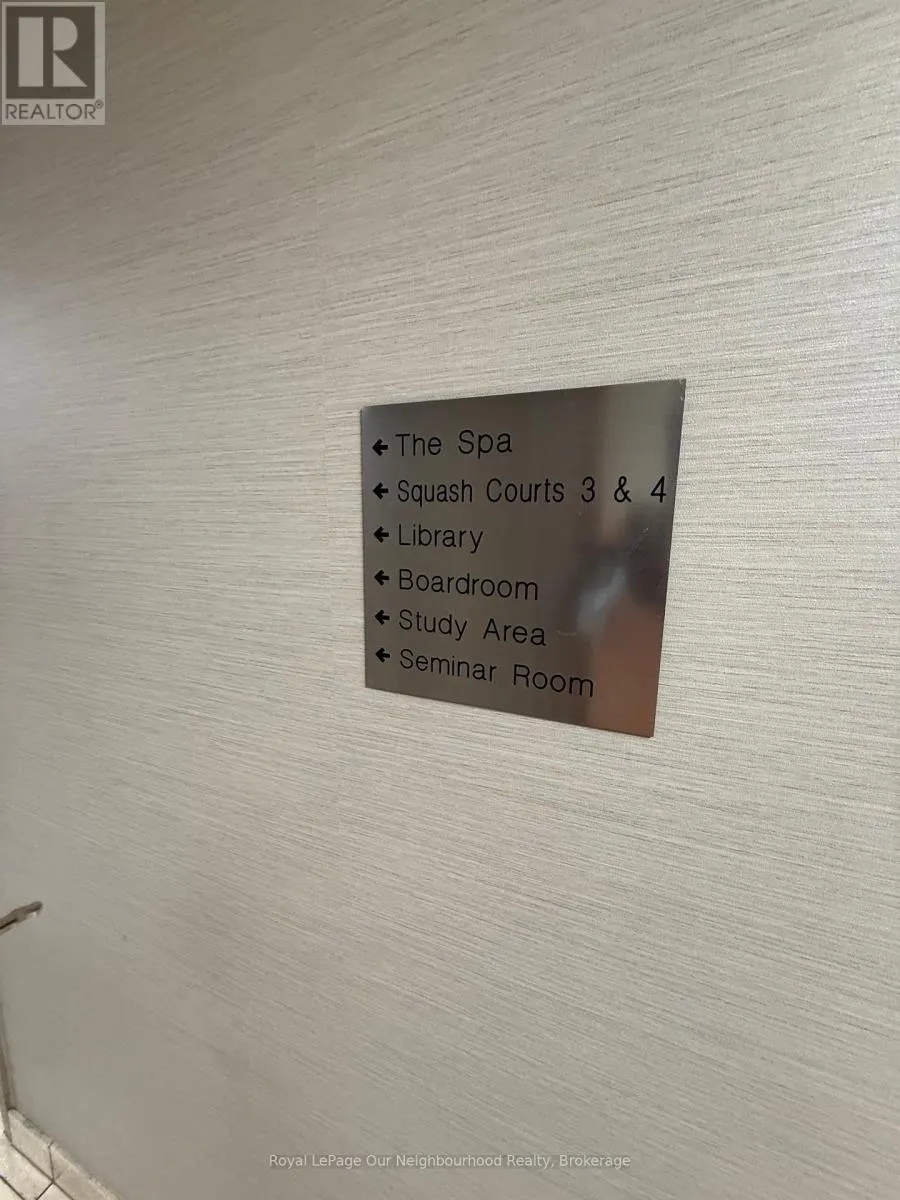 R
REALTOR®
← The Spa
← Squash Courts 3 & 4
← Library
← Boardroom
← Study Area
← Seminar Room
Royal LePage Our Neighbourhood Realty, Brokerage